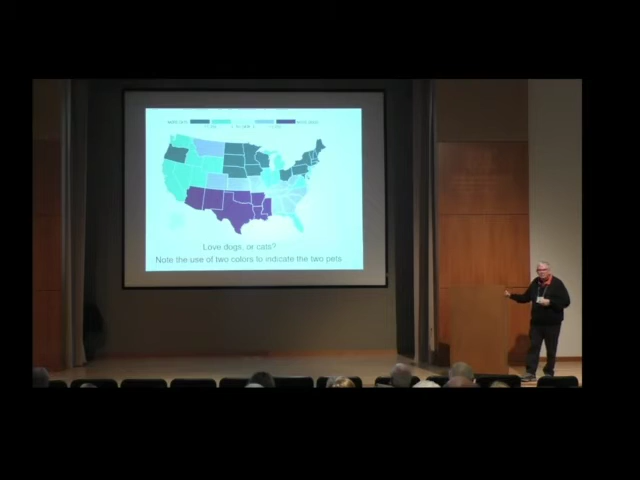 Love dogs, or cats?
Note the use of two colors to indicate the two pets